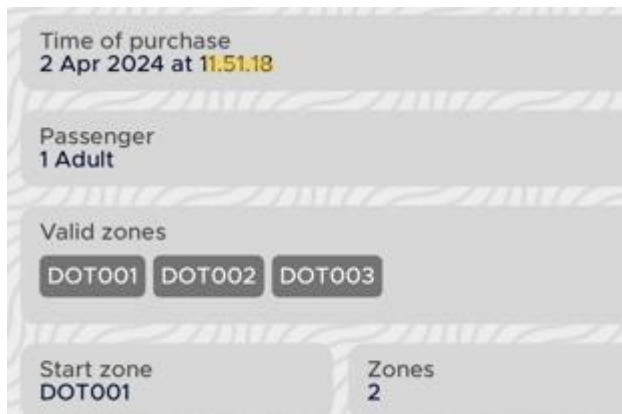 Time of purchase
2 Apr 2024 at 11.51.18
Passenger
1 Adult
Valid zones
DOT001 DOT002 DOT003
Start zone
DOT001
Zones
2